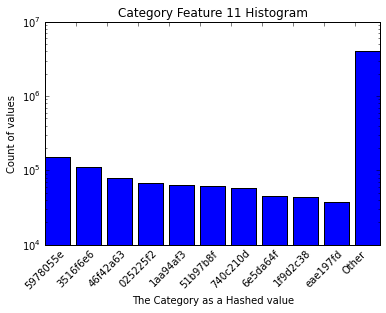 Category Feature 11 Histogram
10^7
10^6
10^5
10^4
Count of values
5978055e
3516f6e6
46f42a63
025225f2
1aa94af3
51b97b8f
740c210d
6e5da64f
1f9d2c38
eae197fd
Other
The Category as a Hashed value